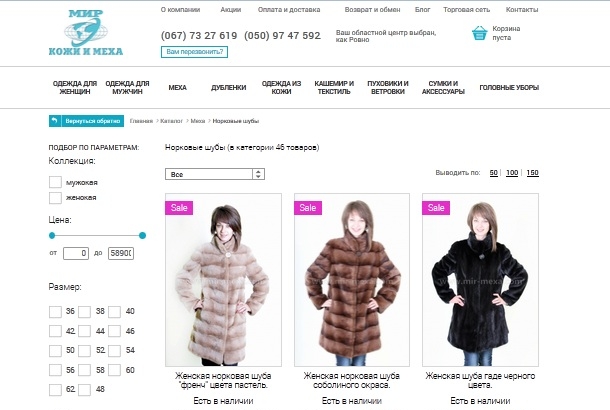 МИР
КОЖИ И МЕХА
О компании Акции Оплата и доставка Возврат и обмен Блог Торговая сеть Контакты
(067) 73 27 619 (050) 97 47 592
Вам перезвонить?
Ваш областной центр выбран,
как Ровно
Корзина
пуста
ОДЕЖДА ДЛЯ
ЖЕНЩИН
ОДЕЖДА ДЛЯ
МУЖЧИН
МЕХА
ДУБЛЕНКИ
ОДЕЖДА ИЗ
КОЖИ
КАШЕМИР И
ТЕКСТИЛЬ
ПУХОВИКИ И
ВЕТРОВКИ
СУМКИ И
АКСЕССУАРЫ
ГОЛОВНЫЕ УБОРЫ
Вернуться обратно Главная > Каталог > Меха > Норковые шубы
ПОДБОР ПО ПАРАМЕТРАМ:
Коллекция:
мужская
женская
Цена:
от 0 до 58900
Размер:
36 38 40
42 44 46
50 52 54
56 58 60
62 48
Норковые шубы (в категории 46 товаров)
Все
Выводить по: 50 100 150
Sale
Женская норковая шуба
"френч" цвета пастель.
Есть в наличии
Sale
Женская норковая шуба
соболиного окраса.
Есть в наличии
Sale
Женская шуба гаде черного
цвета.
Есть в наличии